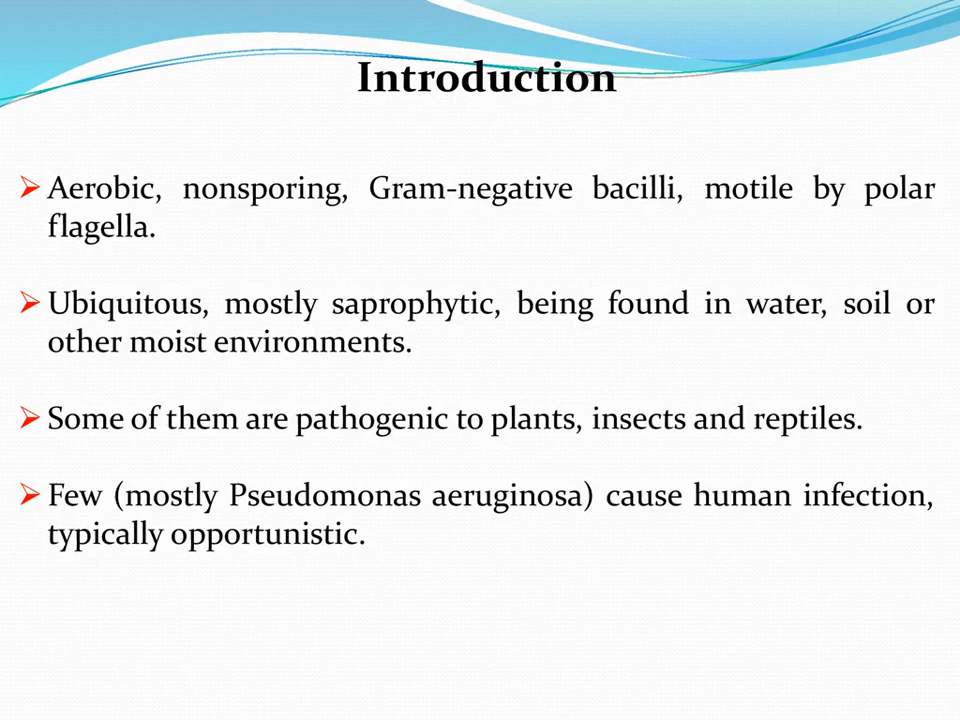 Introduction
Aerobic, nonsporing, Gram-negative bacilli, motile by polar
flagella.
Ubiquitous, mostly saprophytic, being found in water, soil or
other moist environments.
Some of them are pathogenic to plants, insects and reptiles.
Few (mostly Pseudomonas aeruginosa) cause human infection,
typically opportunistic.